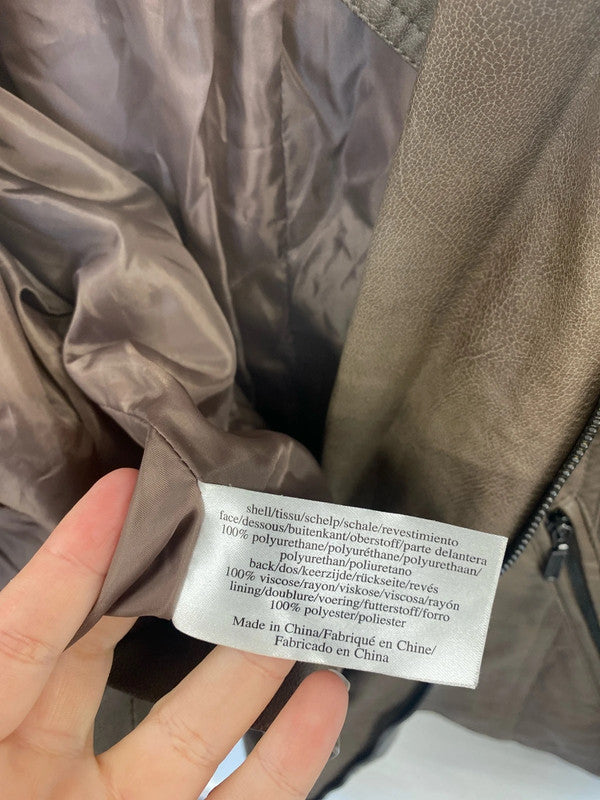 shell/tissu/schelp/schale/revestimiento
face/dessous/buitenkant/oberstoff/parte delantera
100% polyurethane/polyuréthane/polyurethaan/
polyurethan/poliuretano
back/dos/keerzijde/rückseite/revés
100% viscose/rayon/viskose/viscosa/rayón
lining/doublure/voering/futterstoff/forro
100% polyester/poliester
Made in China/Fabriqué en Chine/
Fabricado en China